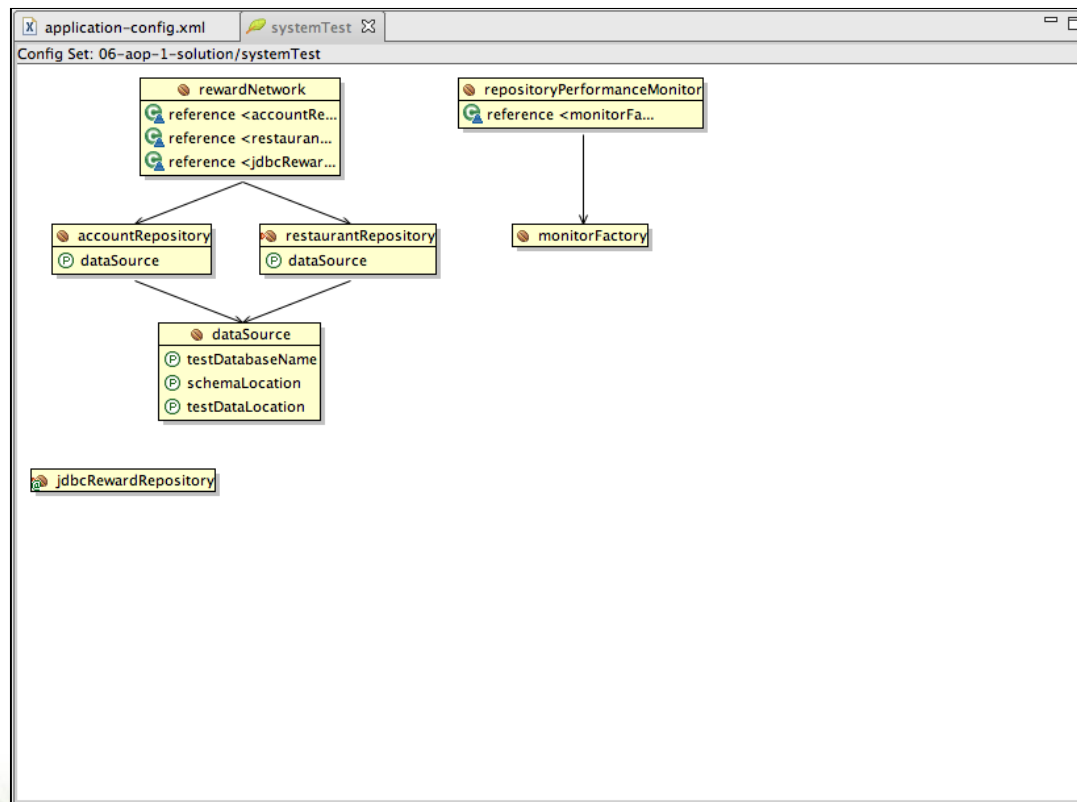 application-config.xml
systemTest
Config Set: 06-aop-1-solution/systemTest
rewardNetwork
reference <accountRe...
reference <restauran...
reference <jdbcRewar...
repositoryPerformanceMonitor
reference <monitorFa...
accountRepository
P dataSource
restaurantRepository
P dataSource
monitorFactory
dataSource
P testDatabaseName
P schemaLocation
P testDataLocation
jdbcRewardRepository